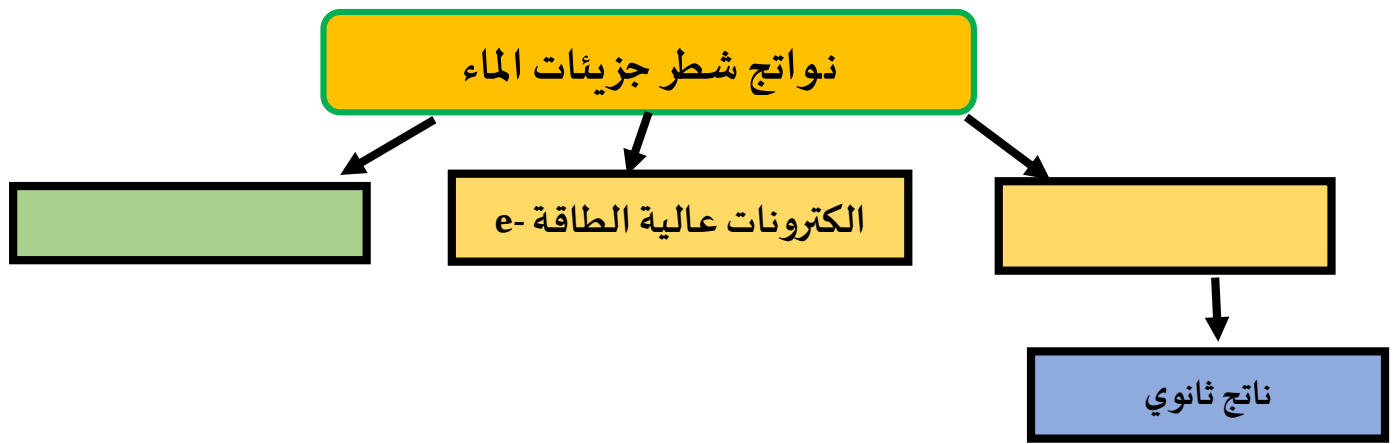 نواتج شطر جزيئات الماء
الكترونات عالية الطاقة -e
ناتج ثانوي